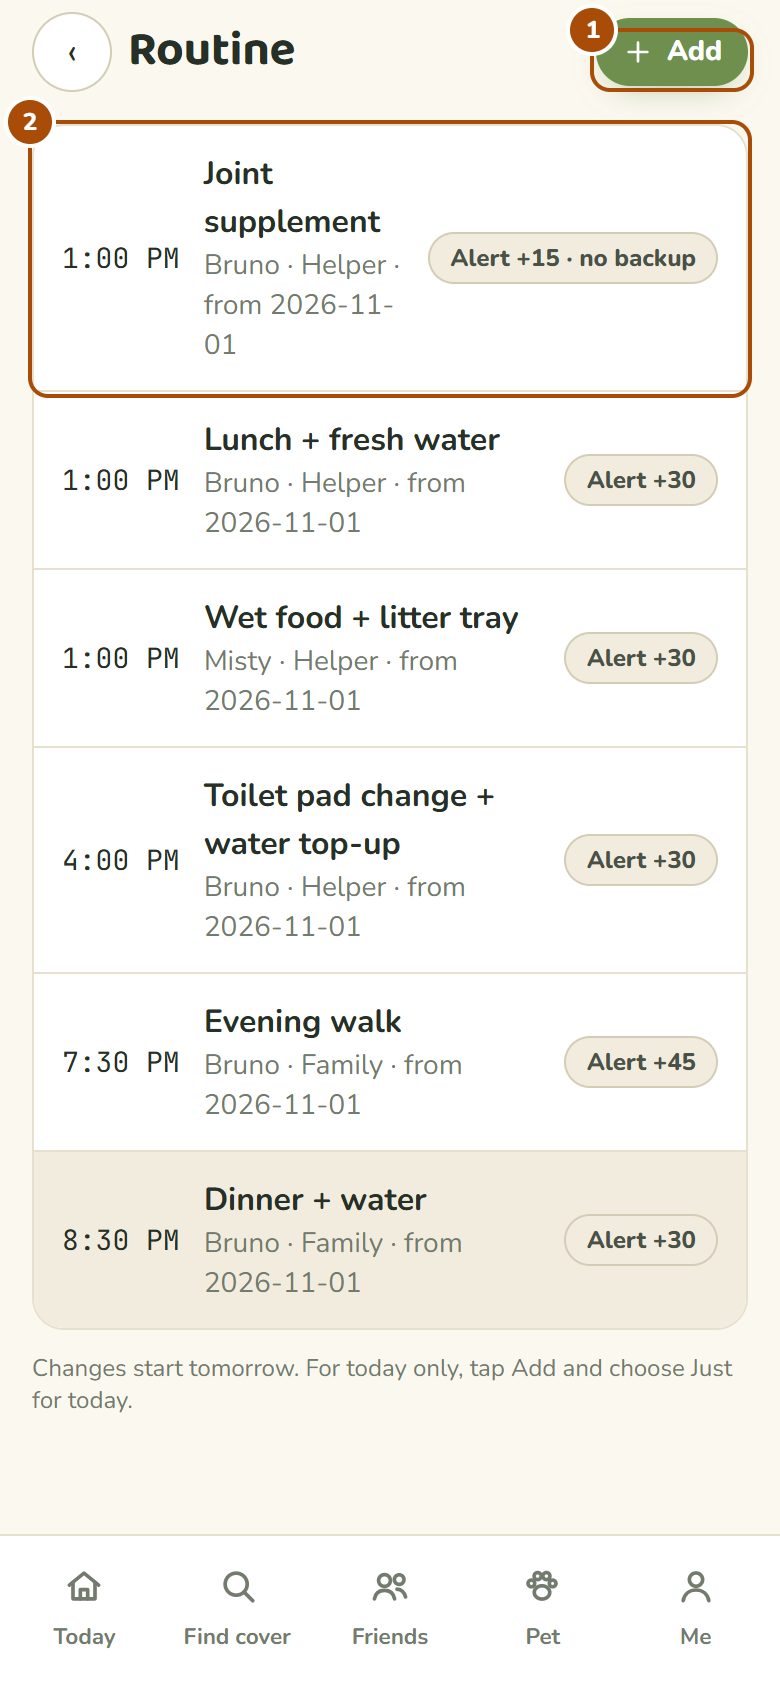 ‹ Routine
1
+ Add
2
1:00 PM
Joint
supplement
Bruno · Helper ·
from 2026-11-
01
Alert +15 · no backup
1:00 PM
Lunch + fresh water
Bruno · Helper · from
2026-11-01
Alert +30
1:00 PM
Wet food + litter tray
Misty · Helper · from
2026-11-01
Alert +30
4:00 PM
Toilet pad change +
water top-up
Bruno · Helper · from
2026-11-01
Alert +30
7:30 PM
Evening walk
Bruno · Family · from
2026-11-01
Alert +45
8:30 PM
Dinner + water
Bruno · Family · from
2026-11-01
Alert +30
Changes start tomorrow. For today only, tap Add and choose Just
for today.
Today
Find cover
Friends
Pet
Me